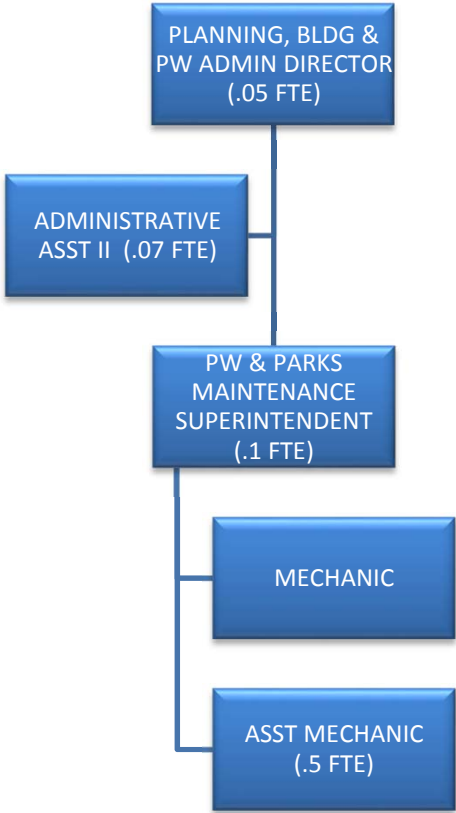 PLANNING, BLDG &
PW ADMIN DIRECTOR
(.05 FTE)
ADMINISTRATIVE
ASST II  (.07 FTE)
PW & PARKS
MAINTENANCE
SUPERINTENDENT
(.1 FTE)
MECHANIC
ASST MECHANIC
(.5 FTE)